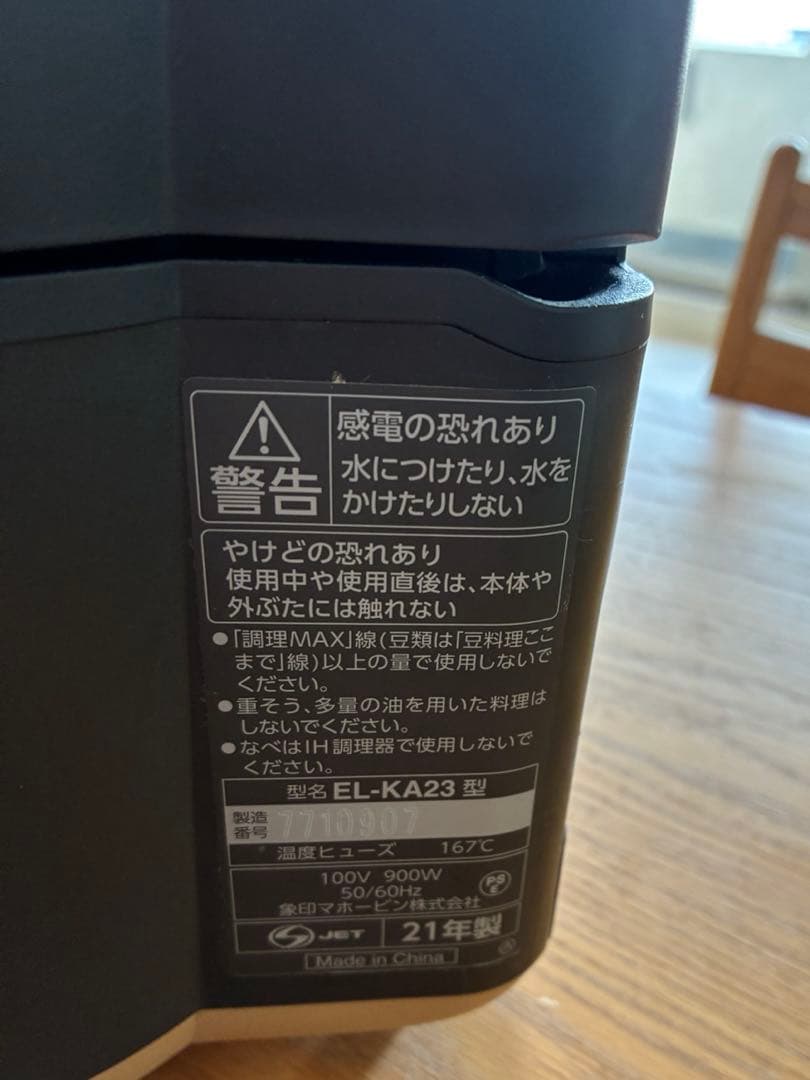 警告
感電の恐れあり
水につけたり、水を
かけたりしない
やけどの恐れあり
使用中や使用直後は、本体や
外ぶたには触れない
●「調理MAX」線(豆類は「豆料理ここ
まで」線)以上の量で使用しないで
ください。
●重そう、多量の油を用いた料理は
しないでください。
●なべはIH調理器で使用しないで
ください。
型名 EL-KA23 型
製造
番号 7710907
温度ヒューズ 167℃
100V 900W
50/60Hz
PS
E
象印マホービン株式会社
S JET 21年製 A
Made in China